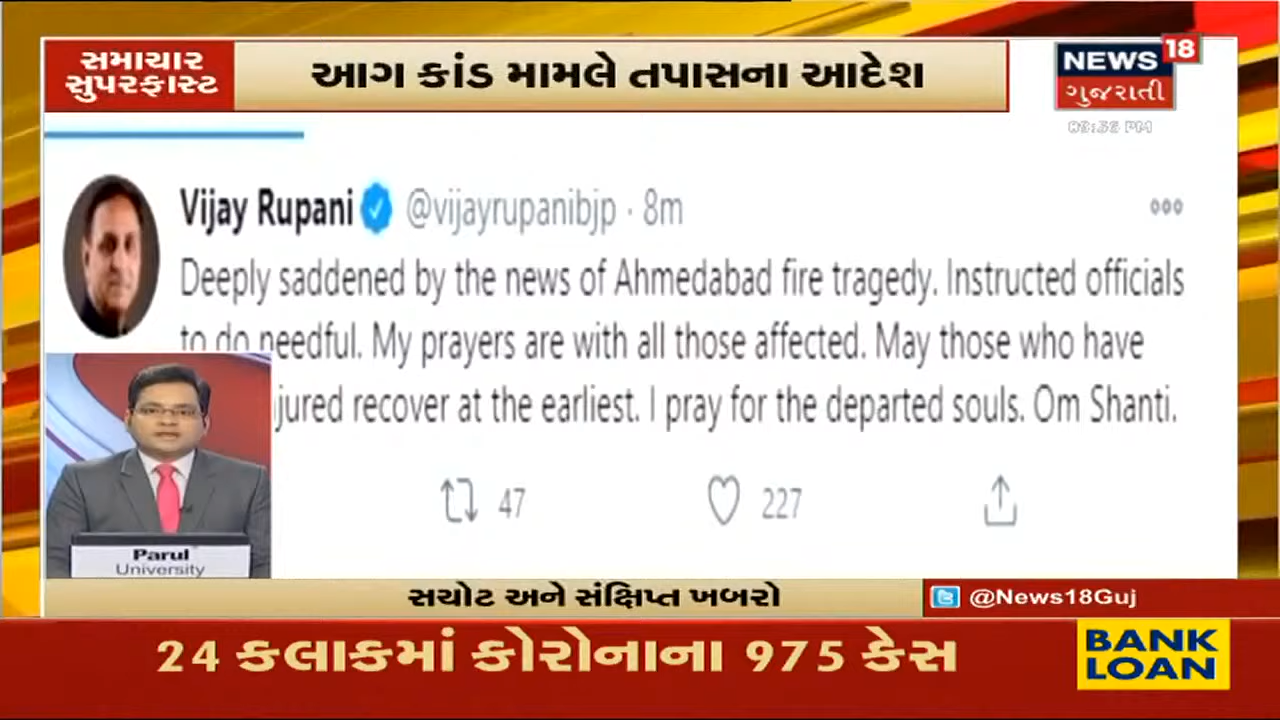 સમાચાર
સુપરફાસ્ટ
આગ કાંડ મામલે તપાસના આદેશ
NEWS 18
ગુજરાતી
Vijay Rupani @vijayrupanibjp · 8m
Deeply saddened by the news of Ahmedabad fire tragedy. Instructed officials
to do needful. My prayers are with all those affected. May those who have
jured recover at the earliest. I pray for the departed souls. Om Shanti.
47 227
Parul
University
સચોટ અને સંક્ષિપ્ત ખબરો
@News18Guj
24 કલાકમાં કોરોનાના 975 કેસ
BANK
LOAN